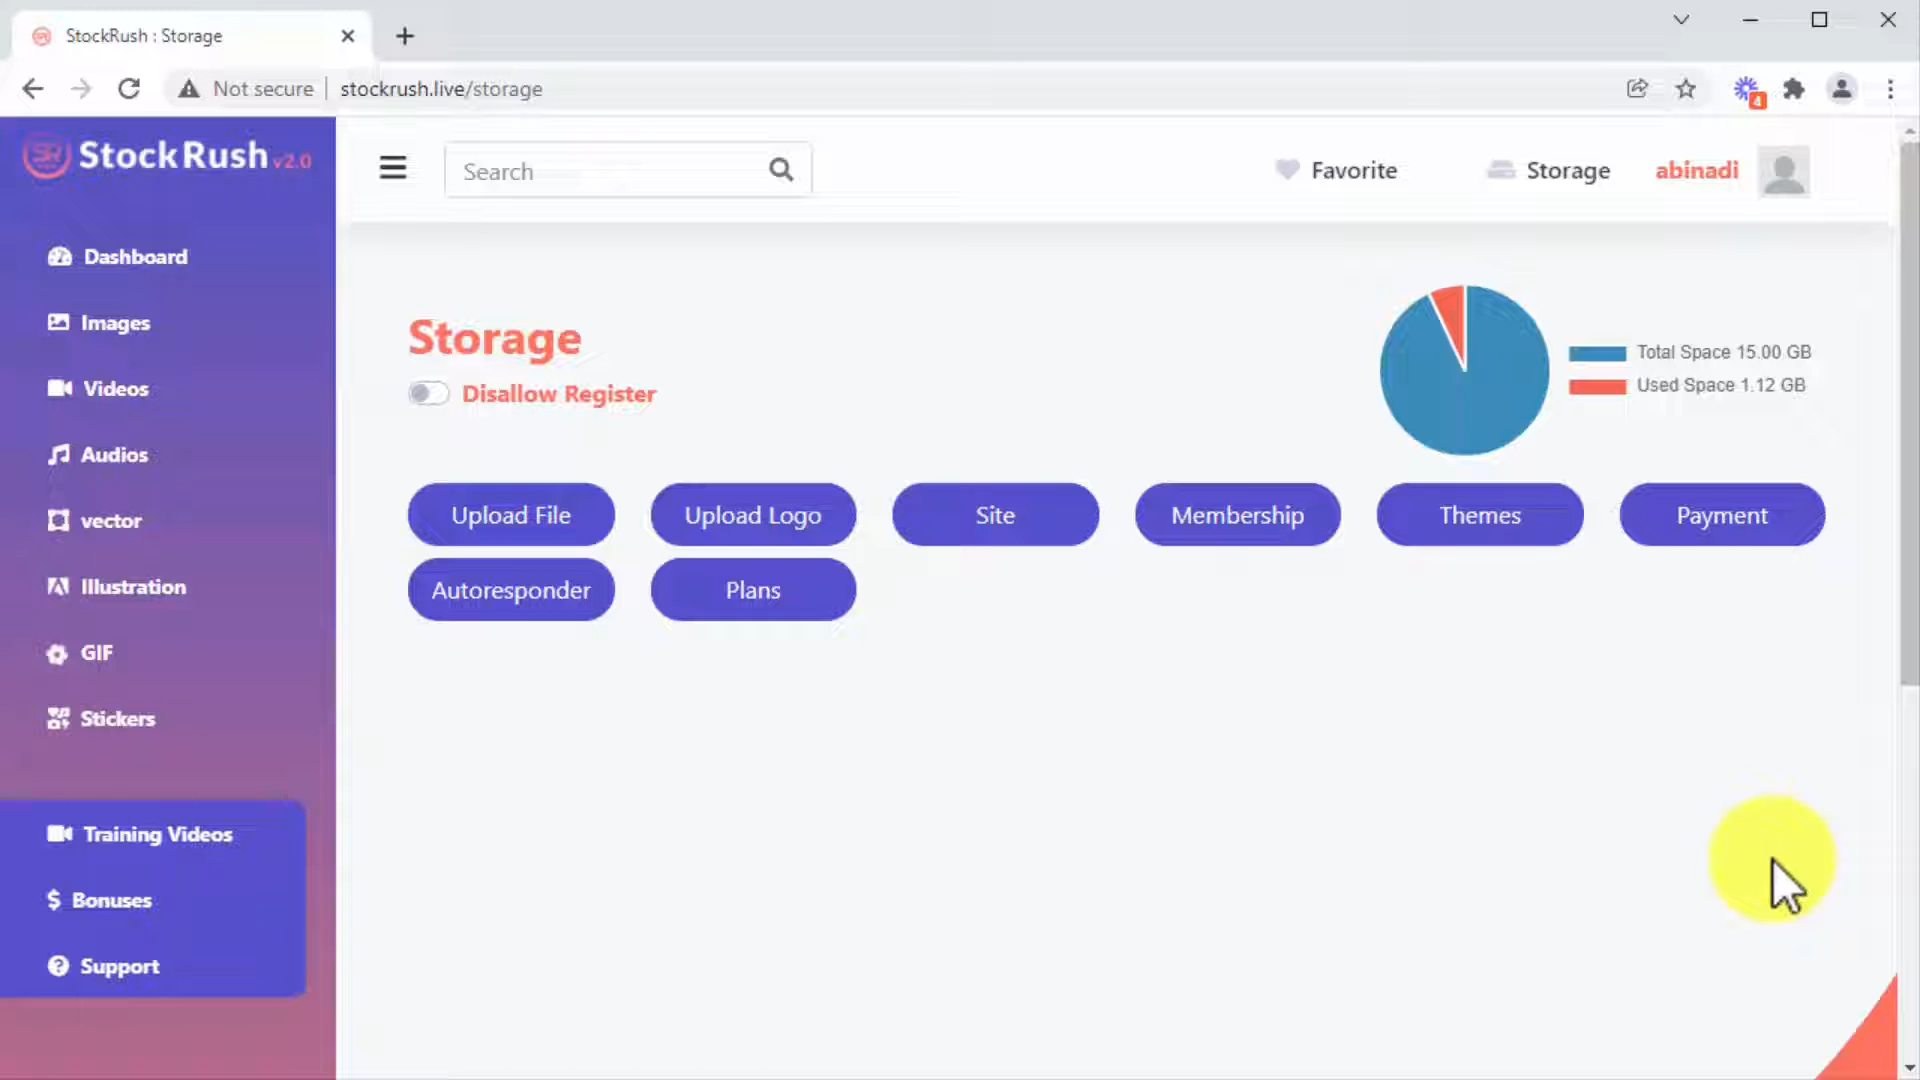 StockRush : Storage
Not secure | stockrush.live/storage
4
SR StockRush v2.0
Search
Favorite
Storage
abinadi
Dashboard
Images
Videos
Audios
vector
Illustration
GIF
Stickers
Training Videos
Bonuses
Support
Storage
Disallow Register
Total Space 15.00 GB
Used Space 1.12 GB
Upload File
Upload Logo
Site
Membership
Themes
Payment
Autoresponder
Plans